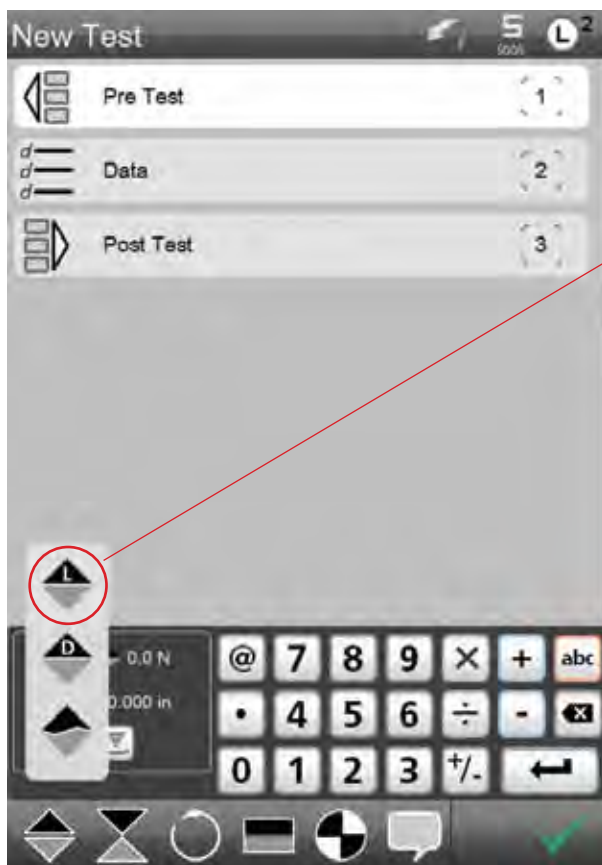 New Test
S
500S
L 2
Pre Test 1
d
d
d
Data 2
Post Test 3
L
D
0.0 N
0.000 in
@ 7 8 9 × + abc
• 4 5 6 ÷ -
0 1 2 3 +/-